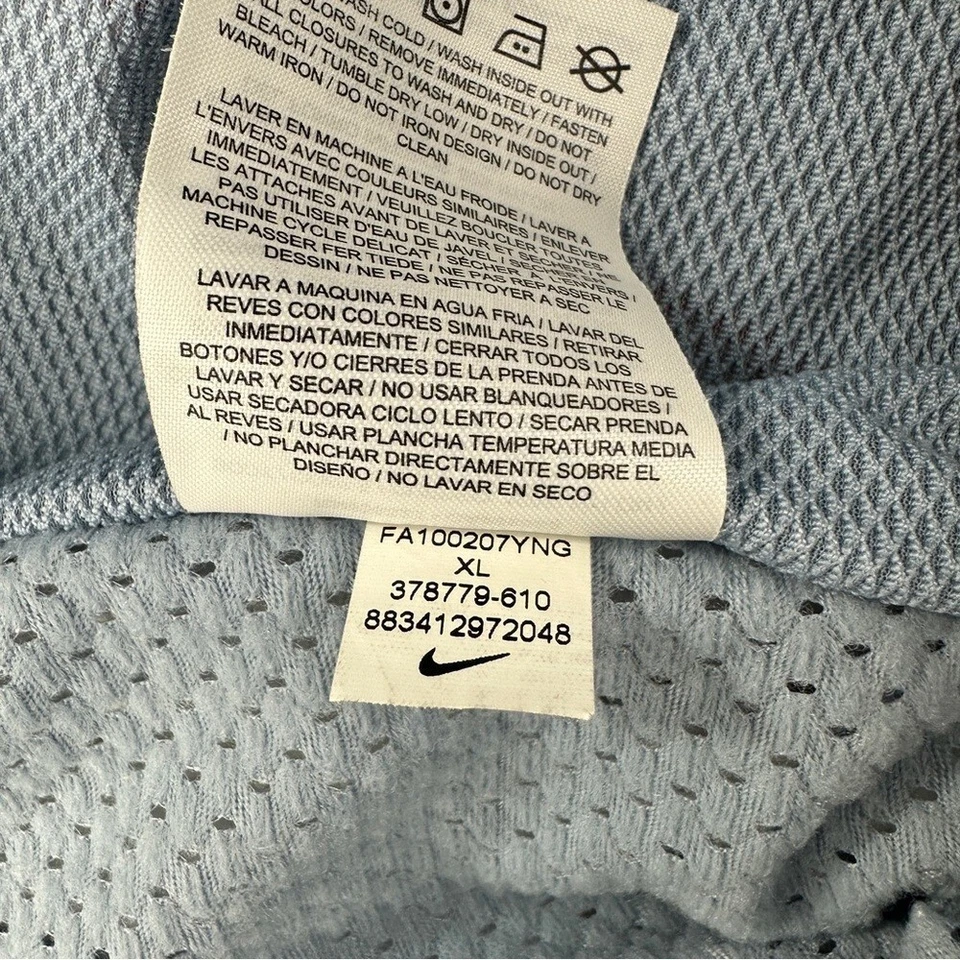 WASH COLD / WASH INSIDE OUT WITH
COLORS / REMOVE IMMEDIATELY / FASTEN
ALL CLOSURES TO WASH AND DRY / DO NOT
BLEACH / TUMBLE DRY LOW / DRY INSIDE OUT /
WARM IRON / DO NOT IRON DESIGN / DO NOT DRY
CLEAN
LAVER EN MACHINE A L'EAU FROIDE / LAVER A
L'ENVERS AVEC COULEURS SIMILAIRES / ENLEVER
IMMEDIATEMENT / VEUILLEZ BOUCLER TOUTES
LES ATTACHES AVANT DE LAVER ET SECHER / NE
PAS UTILISER D'EAU DE JAVEL / SECHER
MACHINE CYCLE DELICAT / SÉCHER A L'ENVERS /
REPASSER FER TIEDE / NE PAS REPASSER LE
DESSIN / NE PAS NETTOYER A SEC
LAVAR A MAQUINA EN AGUA FRIA / LAVAR DEL
REVES CON COLORES SIMILARES / RETIRAR
INMEDIATAMENTE / CERRAR TODOS LOS
BOTONES Y/O CIERRES DE LA PRENDA ANTES DE
LAVAR Y SECAR / NO USAR BLANQUEADORES /
USAR SECADORA CICLO LENTO / SECAR PRENDA
AL REVES / USAR PLANCHA TEMPERATURA MEDIA
/ NO PLANCHAR DIRECTAMENTE SOBRE EL
DISEÑO / NO LAVAR EN SECO
FA100207YNG
XL
378779-610
883412972048